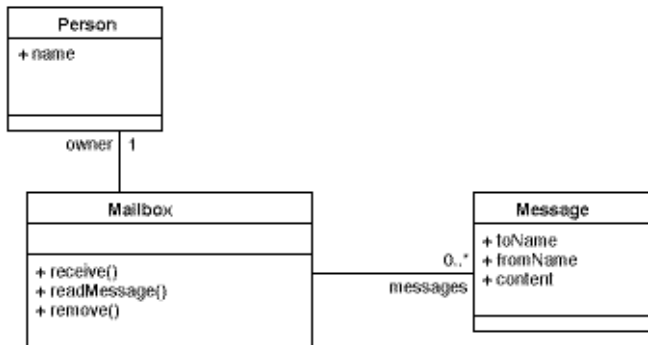 Person
+ name
owner 1
Mailbox
+ receive()
+ readMessage()
+ remove()
0..*
messages
Message
+ toName
+ fromName
+ content